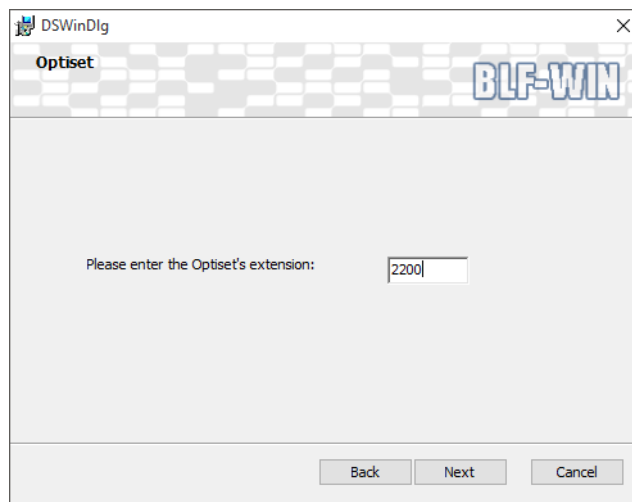 DSWinDlg
Optiset
BLF-WIN
Please enter the Optiset's extension:
2200
Back
Next
Cancel